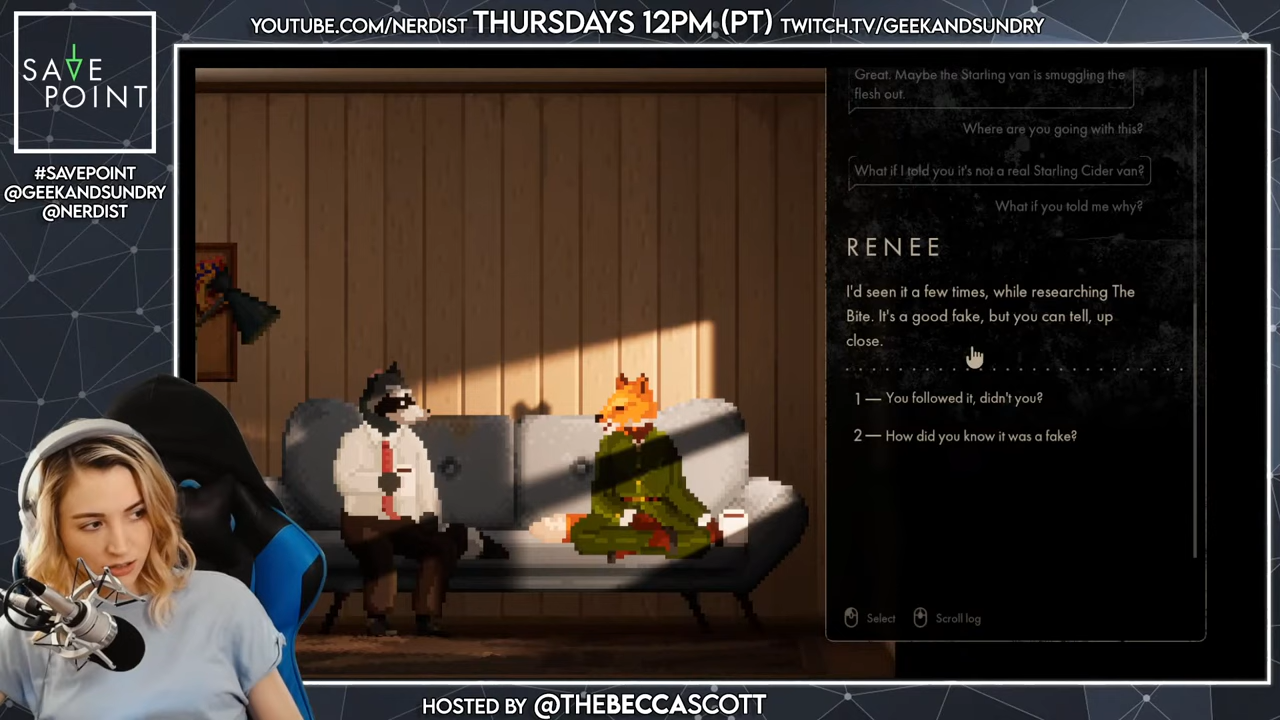 YOUTUBE.COM/NERDIST THURSDAYS 12PM (PT) TWITCH.TV/GEEKANDSUNDRY
SAVE
POINT
#SAVEPOINT
@GEEKANDSUNDRY
@NERDIST
Great. Maybe the Starling van is smuggling the
flesh out.
Where are you going with this?
What if I told you it's not a real Starling Cider van?
What if you told me why?
RENEE
I'd seen it a few times, while researching The
Bite. It's a good fake, but you can tell, up
close.
1 — You followed it, didn't you?
2 — How did you know it was a fake?
Select Scroll log
HOSTED BY @THEBECCASCOTT